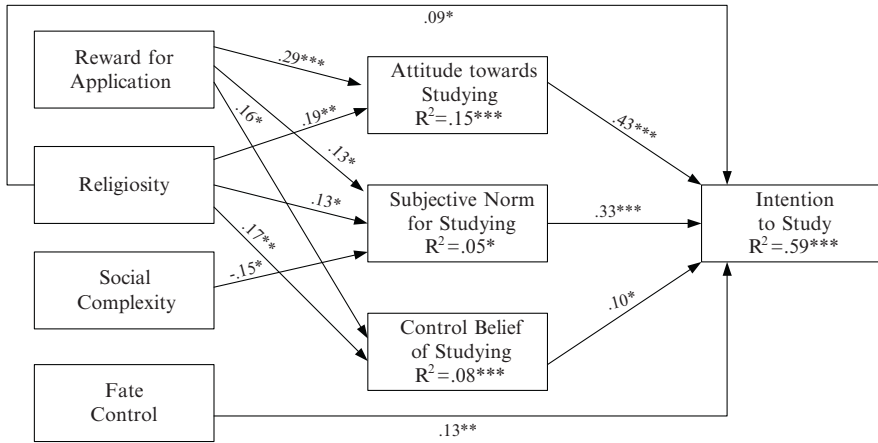 .09*
Reward for
Application
.29***
.13*
.16*
Attitude towards
Studying
R²=.15***
.43***
Religiosity
.19**
.13*
.17**
Subjective Norm
for Studying
R²=.05*
.33***
Intention
to Study
R²=.59***
Social
Complexity
-.15*
Control Belief
of Studying
R²=.08***
.10*
Fate
Control
.13**